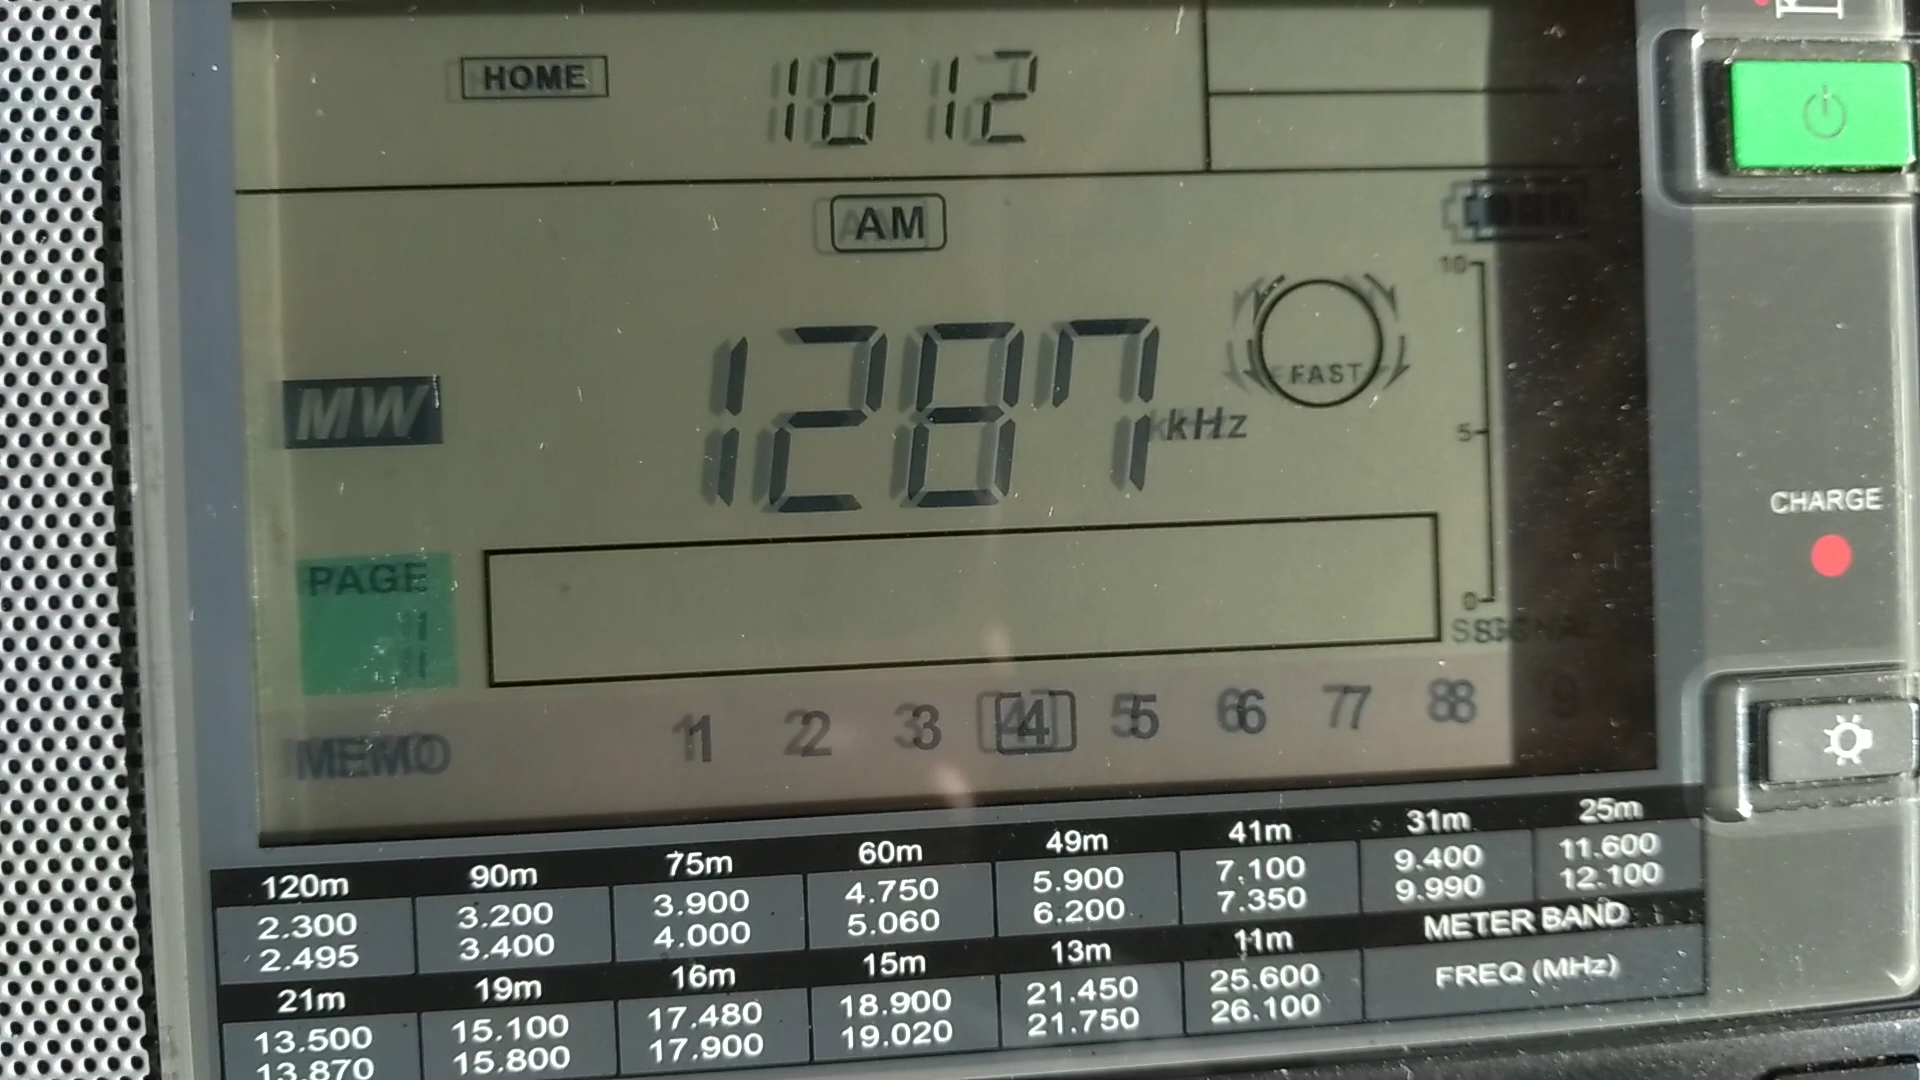 HOME 1812
AM
10
1287 kHz
FAST
MW
5
CHARGE
PAGE
1
0
SIGNAL
MEMO 1 2 3 4 5 6 7 8 9
120m 90m 75m 60m 49m 41m 31m 25m
2.300 3.200 3.900 4.750 5.900 7.100 9.400 11.600
2.495 3.400 4.000 5.060 6.200 7.350 9.990 12.100
METER BAND
21m 19m 16m 15m 13m 11m
13.500 15.100 17.480 18.900 21.450 25.600 FREQ (MHz)
13.870 15.800 17.900 19.020 21.750 26.100